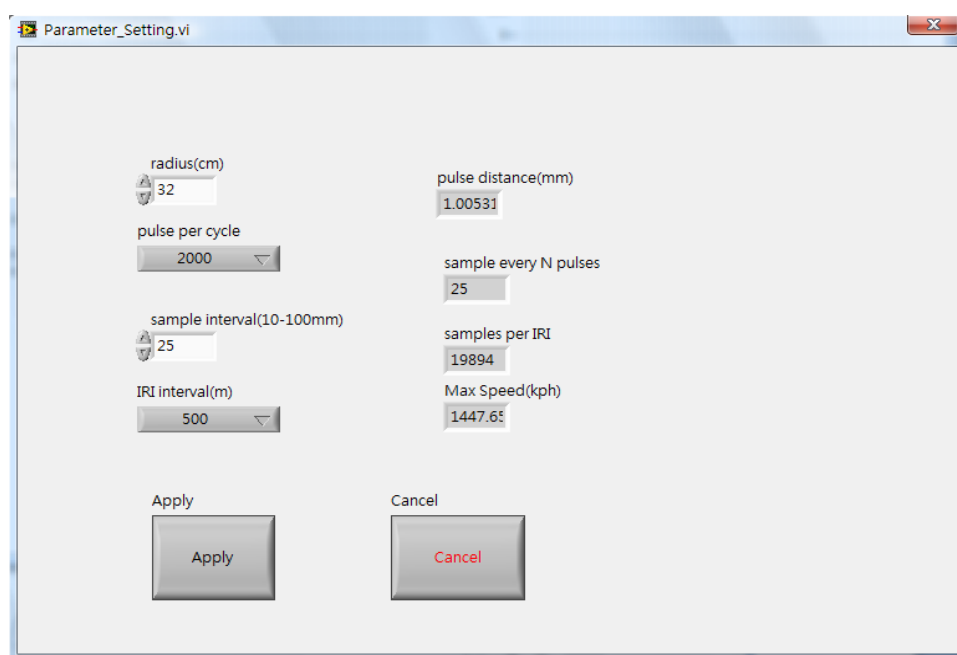 Parameter_Setting.vi
radius(cm)
32
pulse per cycle
2000
sample interval(10-100mm)
25
IRI interval(m)
500
pulse distance(mm)
1.00531
sample every N pulses
25
samples per IRI
19894
Max Speed(kph)
1447.65
Apply
Apply
Cancel
Cancel